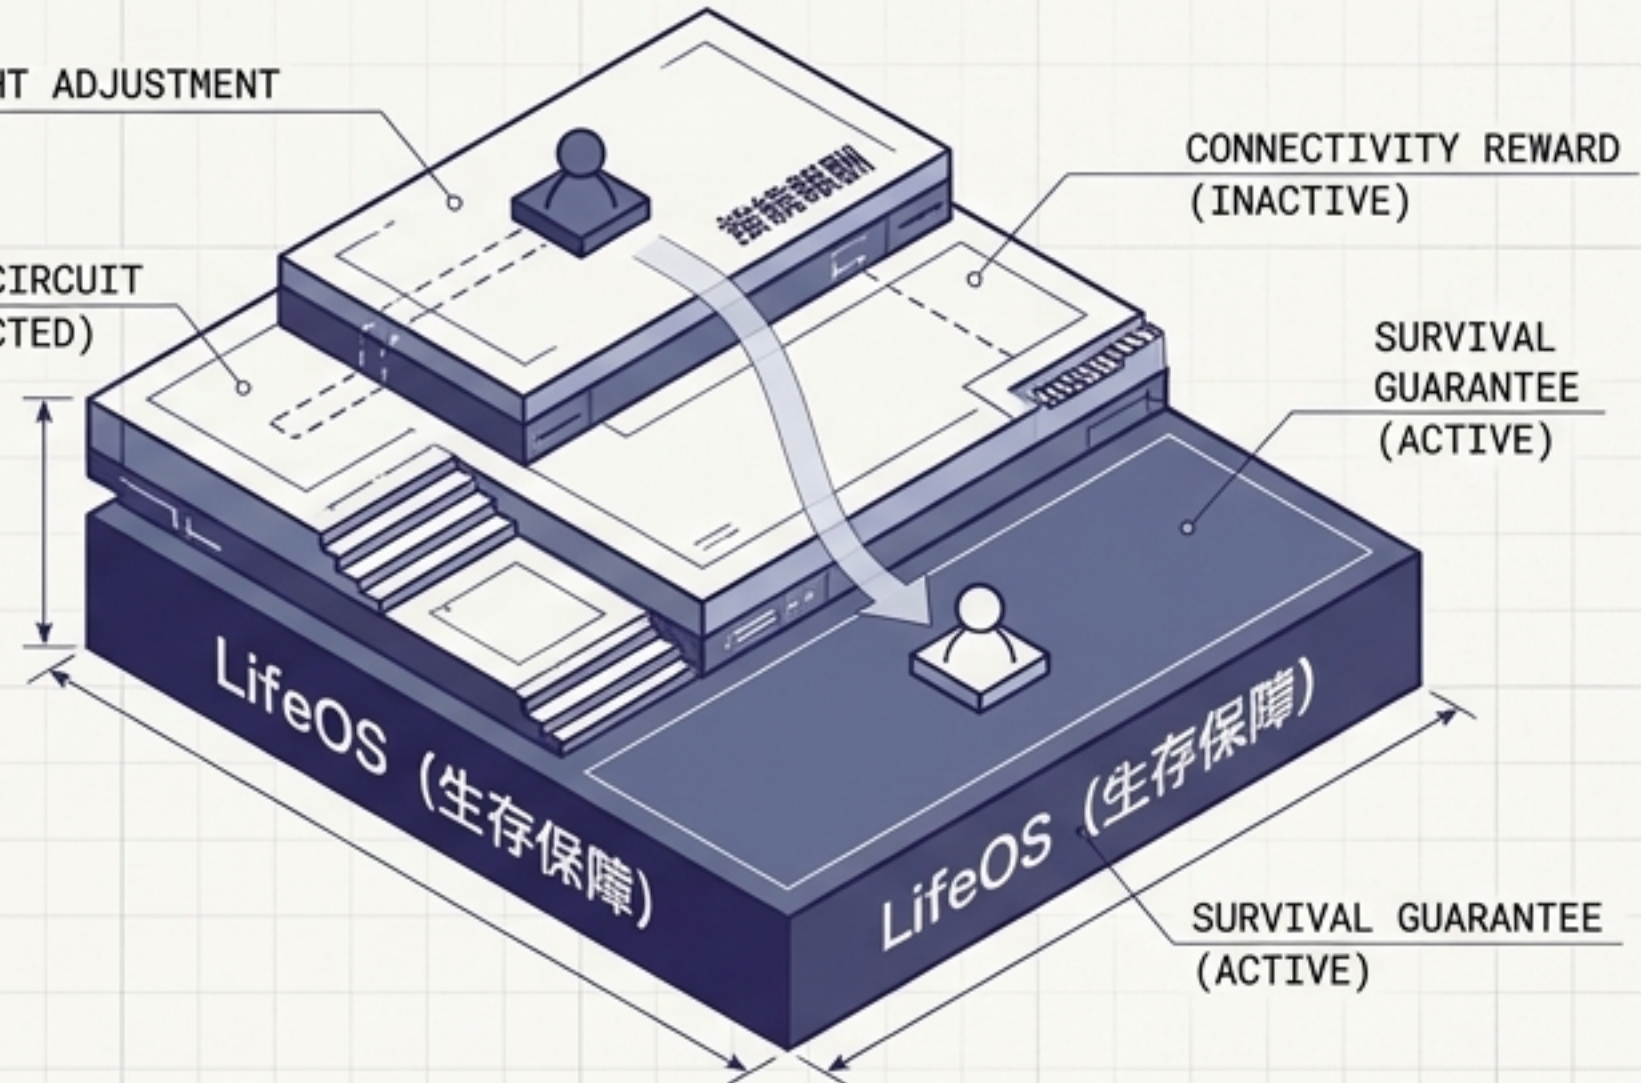 HT ADJUSTMENT
CONNECTIVITY REWARD
(INACTIVE)
CIRCUIT
CTED)
SURVIVAL
GUARANTEE
(ACTIVE)
LifeOS (生存保障)
LifeOS (生存保障)
SURVIVAL GUARANTEE
(ACTIVE)